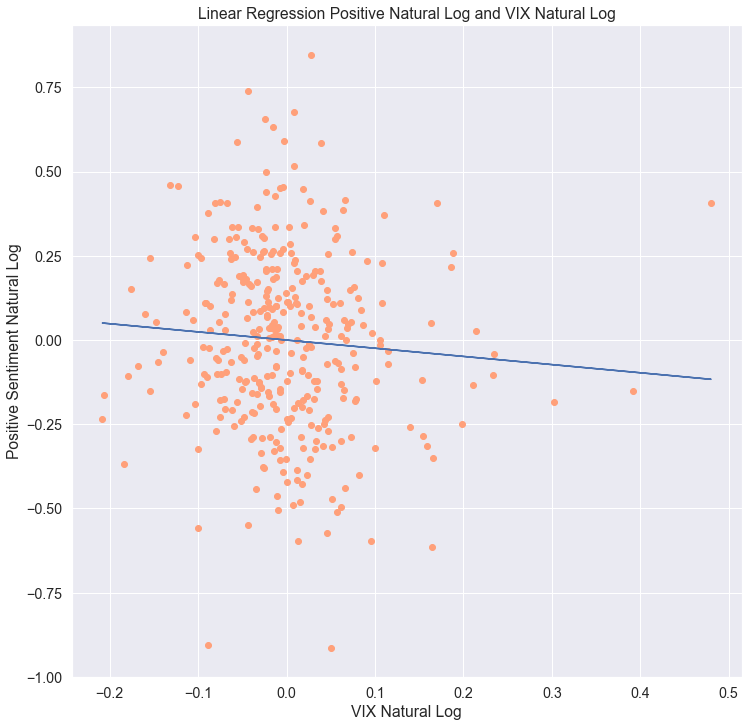 Linear Regression Positive Natural Log and VIX Natural Log
Positive Sentiment Natural Log
0.75
0.50
0.25
0.00
−0.25
−0.50
−0.75
−1.00
−0.2 −0.1 0.0 0.1 0.2 0.3 0.4 0.5
VIX Natural Log